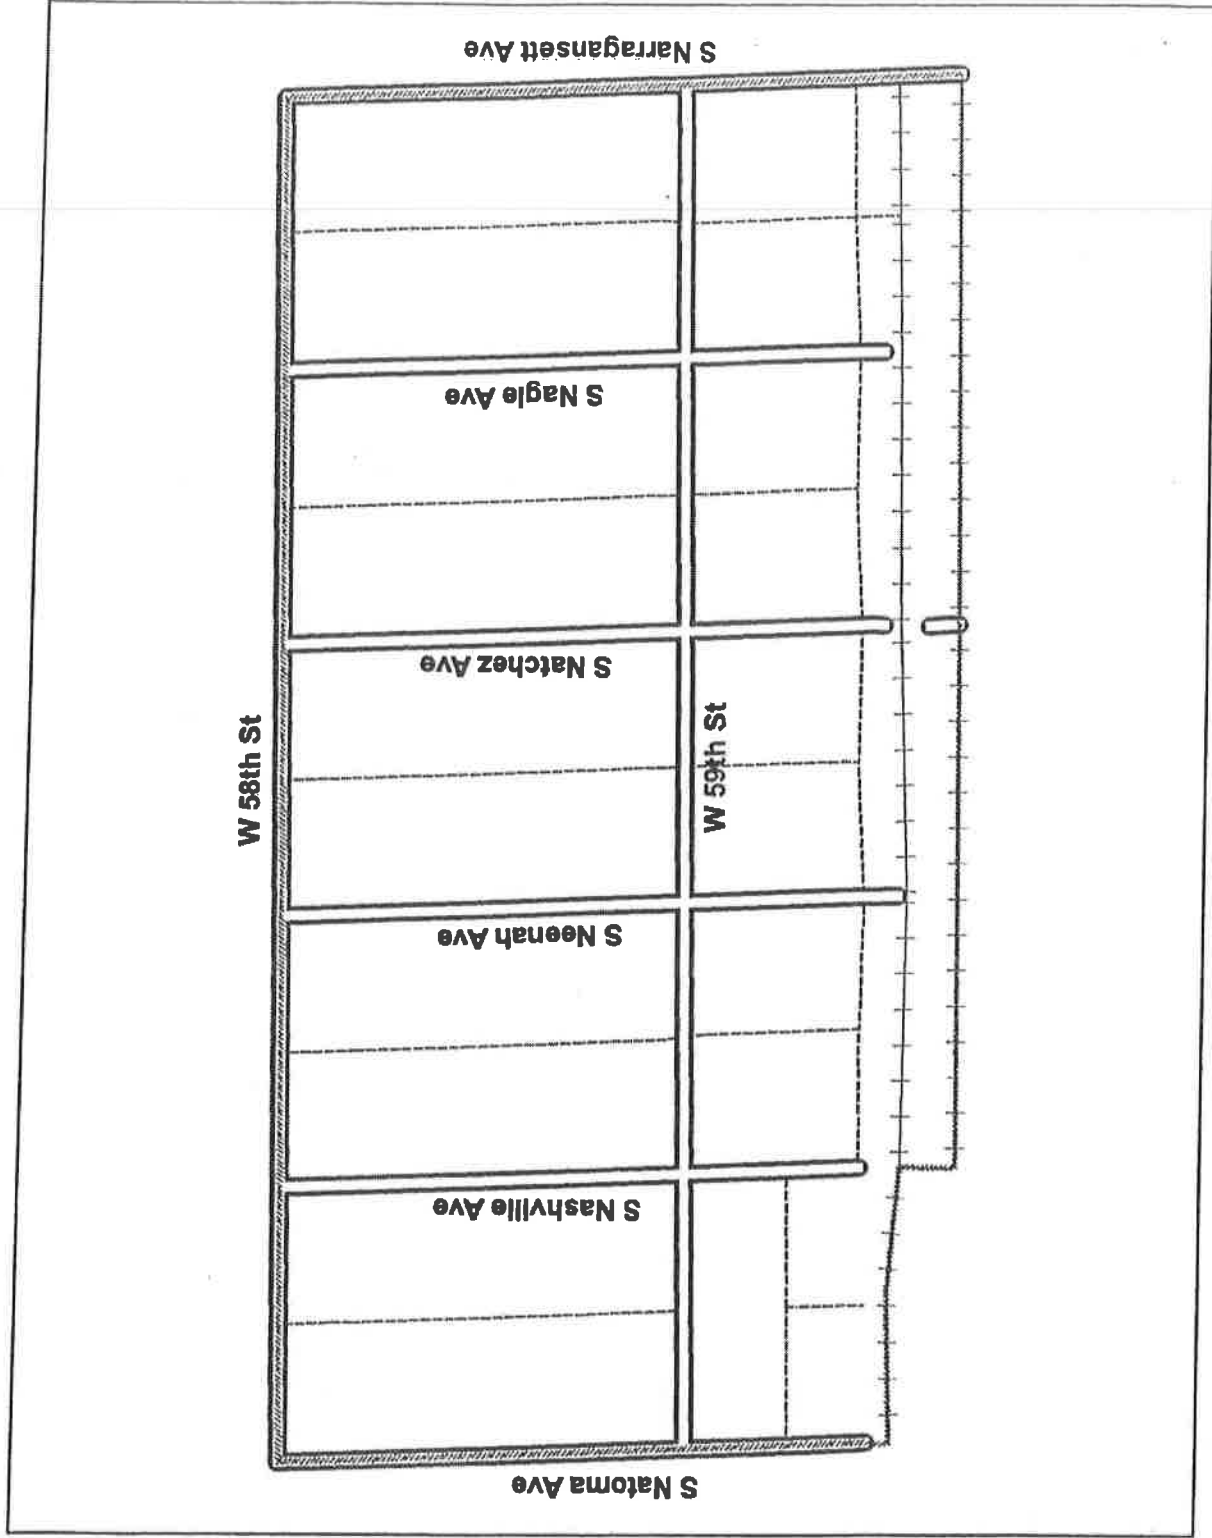 W 58th St
S Natoma Ave
S Nashville Ave
S Neenah Ave
S Natchez Ave
S Nagle Ave
S Narragansett Ave
W 59th St